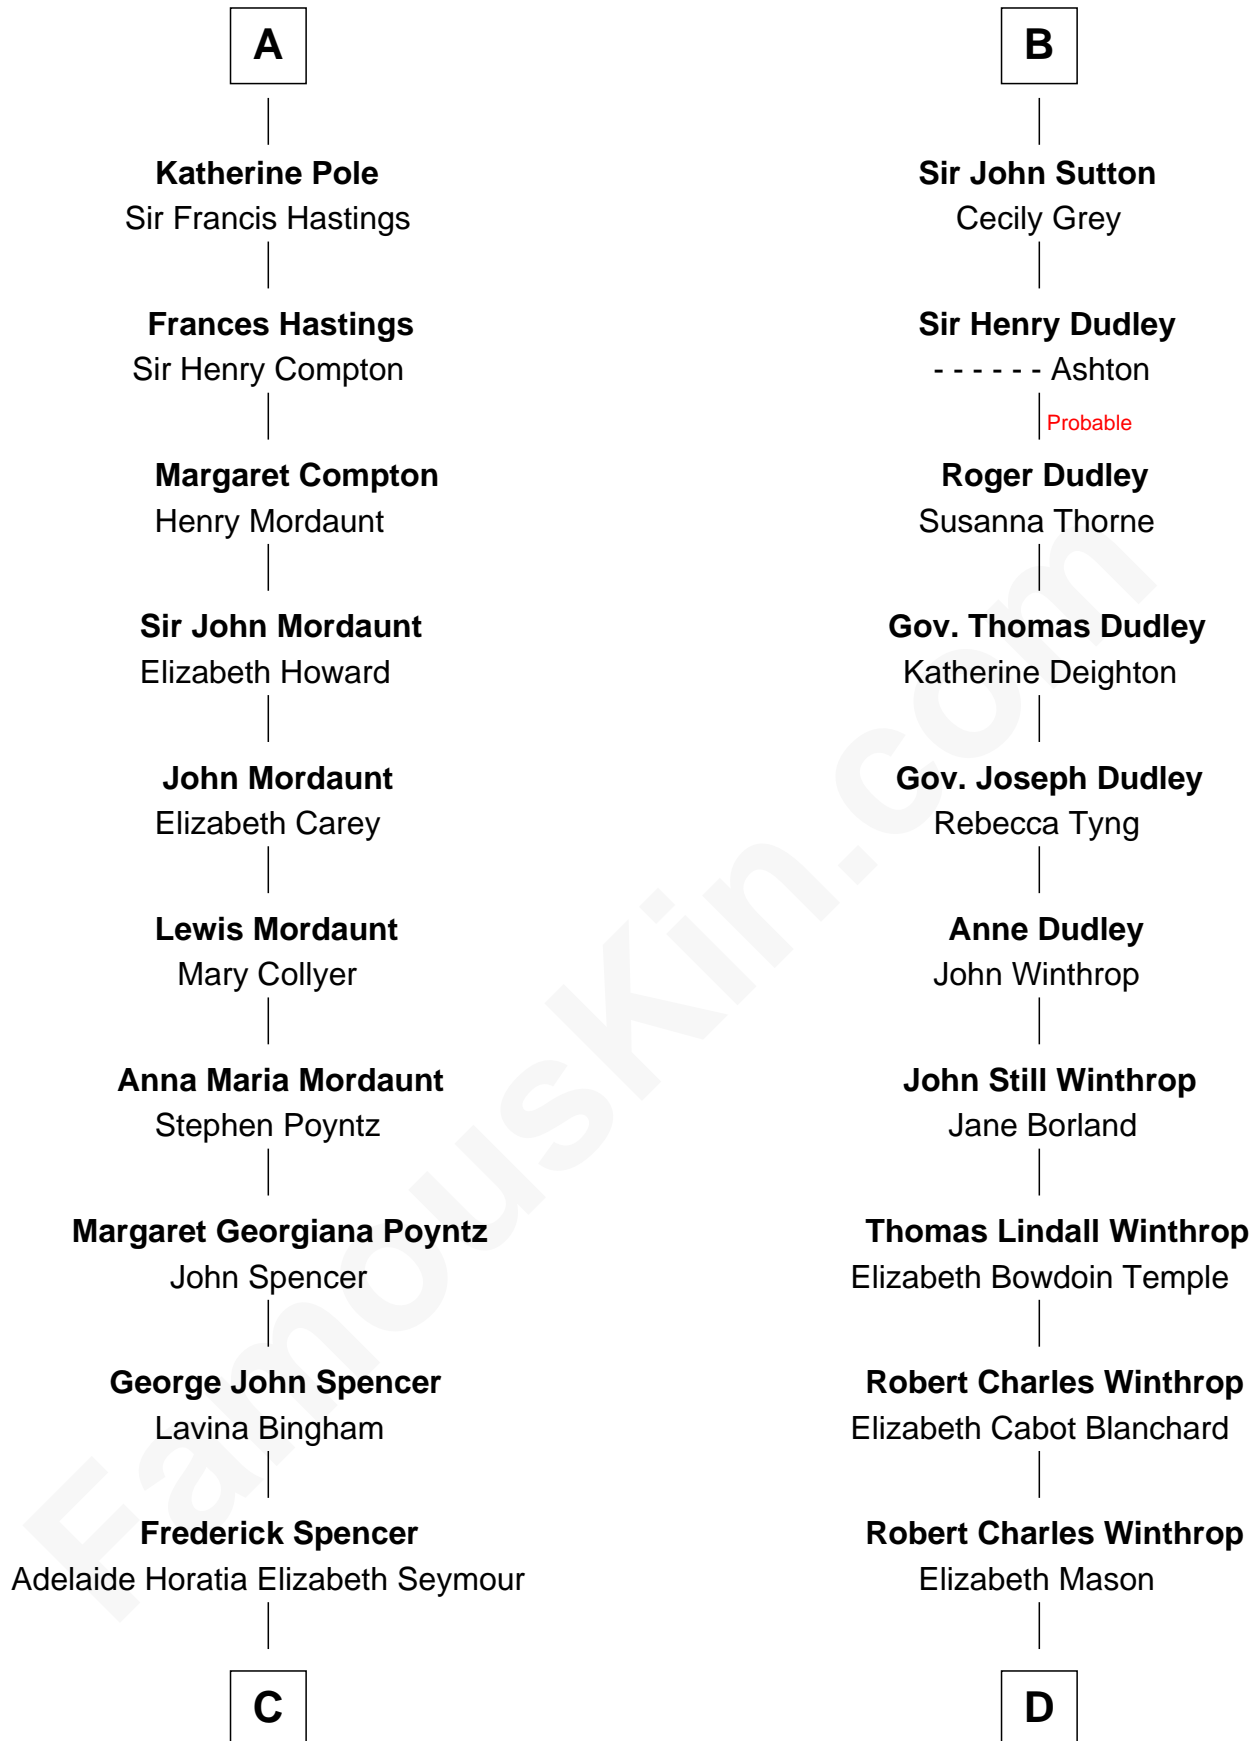 A
Katherine Pole
Sir Francis Hastings
Frances Hastings
Sir Henry Compton
Margaret Compton
Henry Mordaunt
Sir John Mordaunt
Elizabeth Howard
John Mordaunt
Elizabeth Carey
Lewis Mordaunt
Mary Collyer
Anna Maria Mordaunt
Stephen Poyntz
Margaret Georgiana Poyntz
John Spencer
George John Spencer
Lavina Bingham
Frederick Spencer
Adelaide Horatia Elizabeth Seymour
C
B
Sir John Sutton
Cecily Grey
Sir Henry Dudley
- - - - - - Ashton
Probable
Roger Dudley
Susanna Thorne
Gov. Thomas Dudley
Katherine Deighton
Gov. Joseph Dudley
Rebecca Tyng
Anne Dudley
John Winthrop
John Still Winthrop
Jane Borland
Thomas Lindall Winthrop
Elizabeth Bowdoin Temple
Robert Charles Winthrop
Elizabeth Cabot Blanchard
Robert Charles Winthrop
Elizabeth Mason
D
FamousKin.com